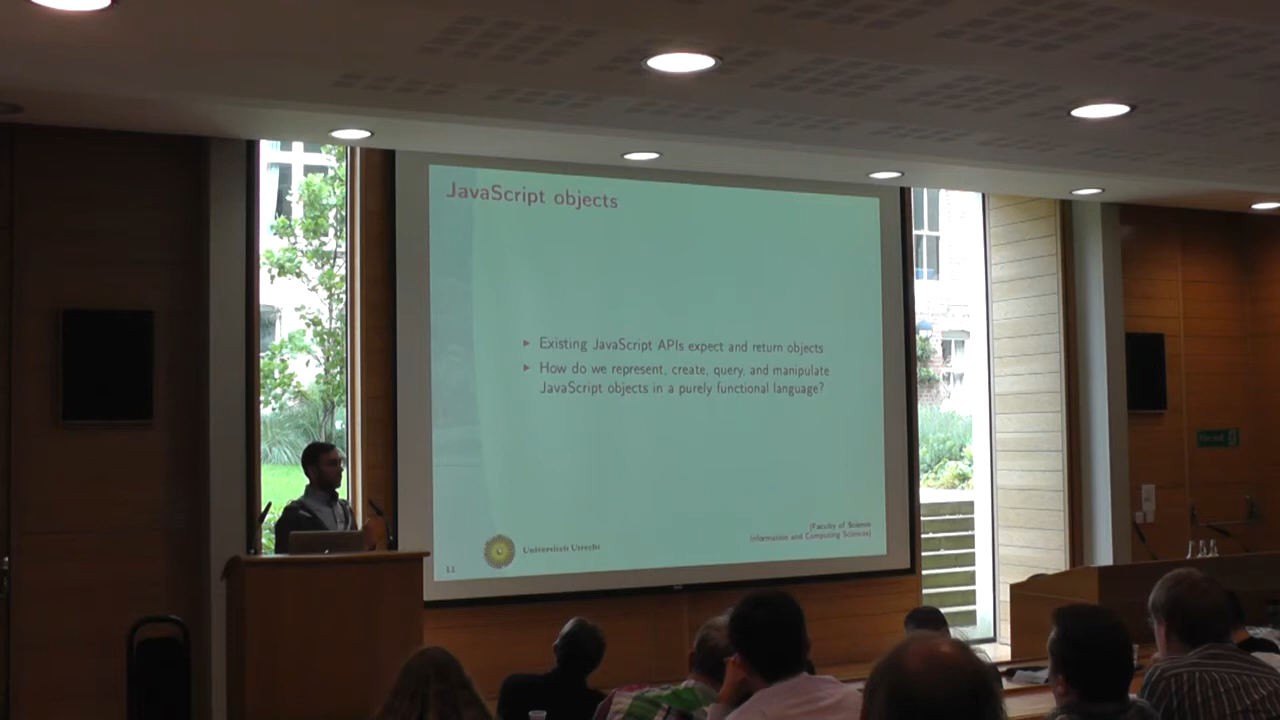 JavaScript objects
▶ Existing JavaScript APIs expect and return objects
▶ How do we represent, create, query, and manipulate
JavaScript objects in a purely functional language?
[Faculty of Science
Information and Computing Sciences]
Universiteit Utrecht
11